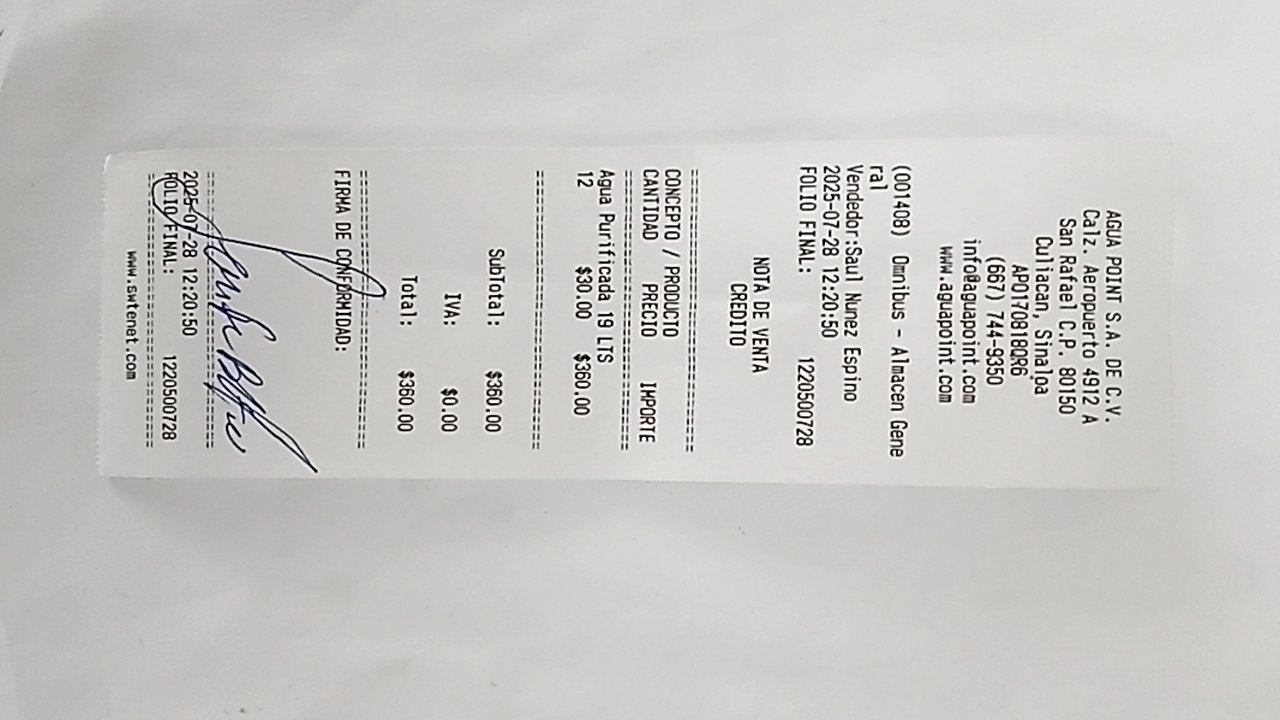 AGUA POINT S.A. DE C.V.
Calz. Aeropuerto 4912 A
San Rafael C.P. 80150
Culiacan, Sinaloa
APO170818QR6
(667) 744-9350
info@aguapoint.com
www.aguapoint.com
(001408) Omnibus - Almacen Gene
ral
Vendedor:Saul Nunez Espino
2025-07-28 12:20:50
FOLIO FINAL: 1220500728
NOTA DE VENTA
CREDITO
CONCEPTO / PRODUCTO
CANTIDAD PRECIO IMPORTE
Agua Purificada 19 LTS
12 $30.00 $360.00
SubTotal: $360.00
IVA: $0.00
Total: $360.00
FIRMA DE CONFORMIDAD:
2025-07-28 12:20:50
FOLIO FINAL: 1220500728
www.swtenet.com